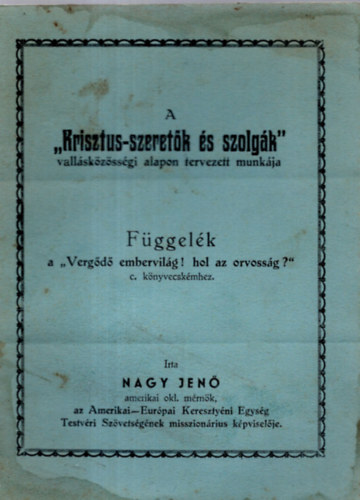 A
„Krisztus-szeretők és szolgák”
vallásközösségi alapon tervezett munkája
Függelék
a „Vergődő embervilág! hol az orvosság?“
c. könyvecskémhez.
Irta
NAGY JENŐ
amerikai okl. mérnök,
az Amerikai—Európai Keresztyéni Egység
Testvéri Szövetségének misszionárius képviselője.